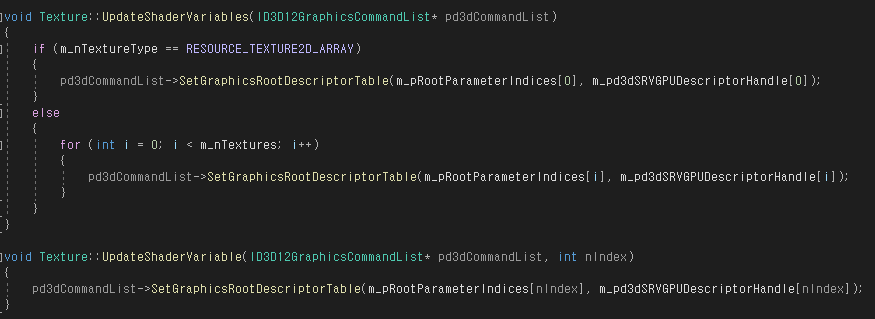 void Texture::UpdateShaderVariables(ID3D12GraphicsCommandList* pd3dCommandList)
{
    if (m_nTextureType == RESOURCE_TEXTURE2D_ARRAY)
    {
        pd3dCommandList->SetGraphicsRootDescriptorTable(m_pRootParameterIndices[0], m_pd3dSRVGPUDescriptorHandle[0]);
    }
    else
    {
        for (int i = 0; i < m_nTextures; i++)
        {
            pd3dCommandList->SetGraphicsRootDescriptorTable(m_pRootParameterIndices[i], m_pd3dSRVGPUDescriptorHandle[i]);
        }
    }
}
void Texture::UpdateShaderVariable(ID3D12GraphicsCommandList* pd3dCommandList, int nIndex)
{
    pd3dCommandList->SetGraphicsRootDescriptorTable(m_pRootParameterIndices[nIndex], m_pd3dSRVGPUDescriptorHandle[nIndex]);
}